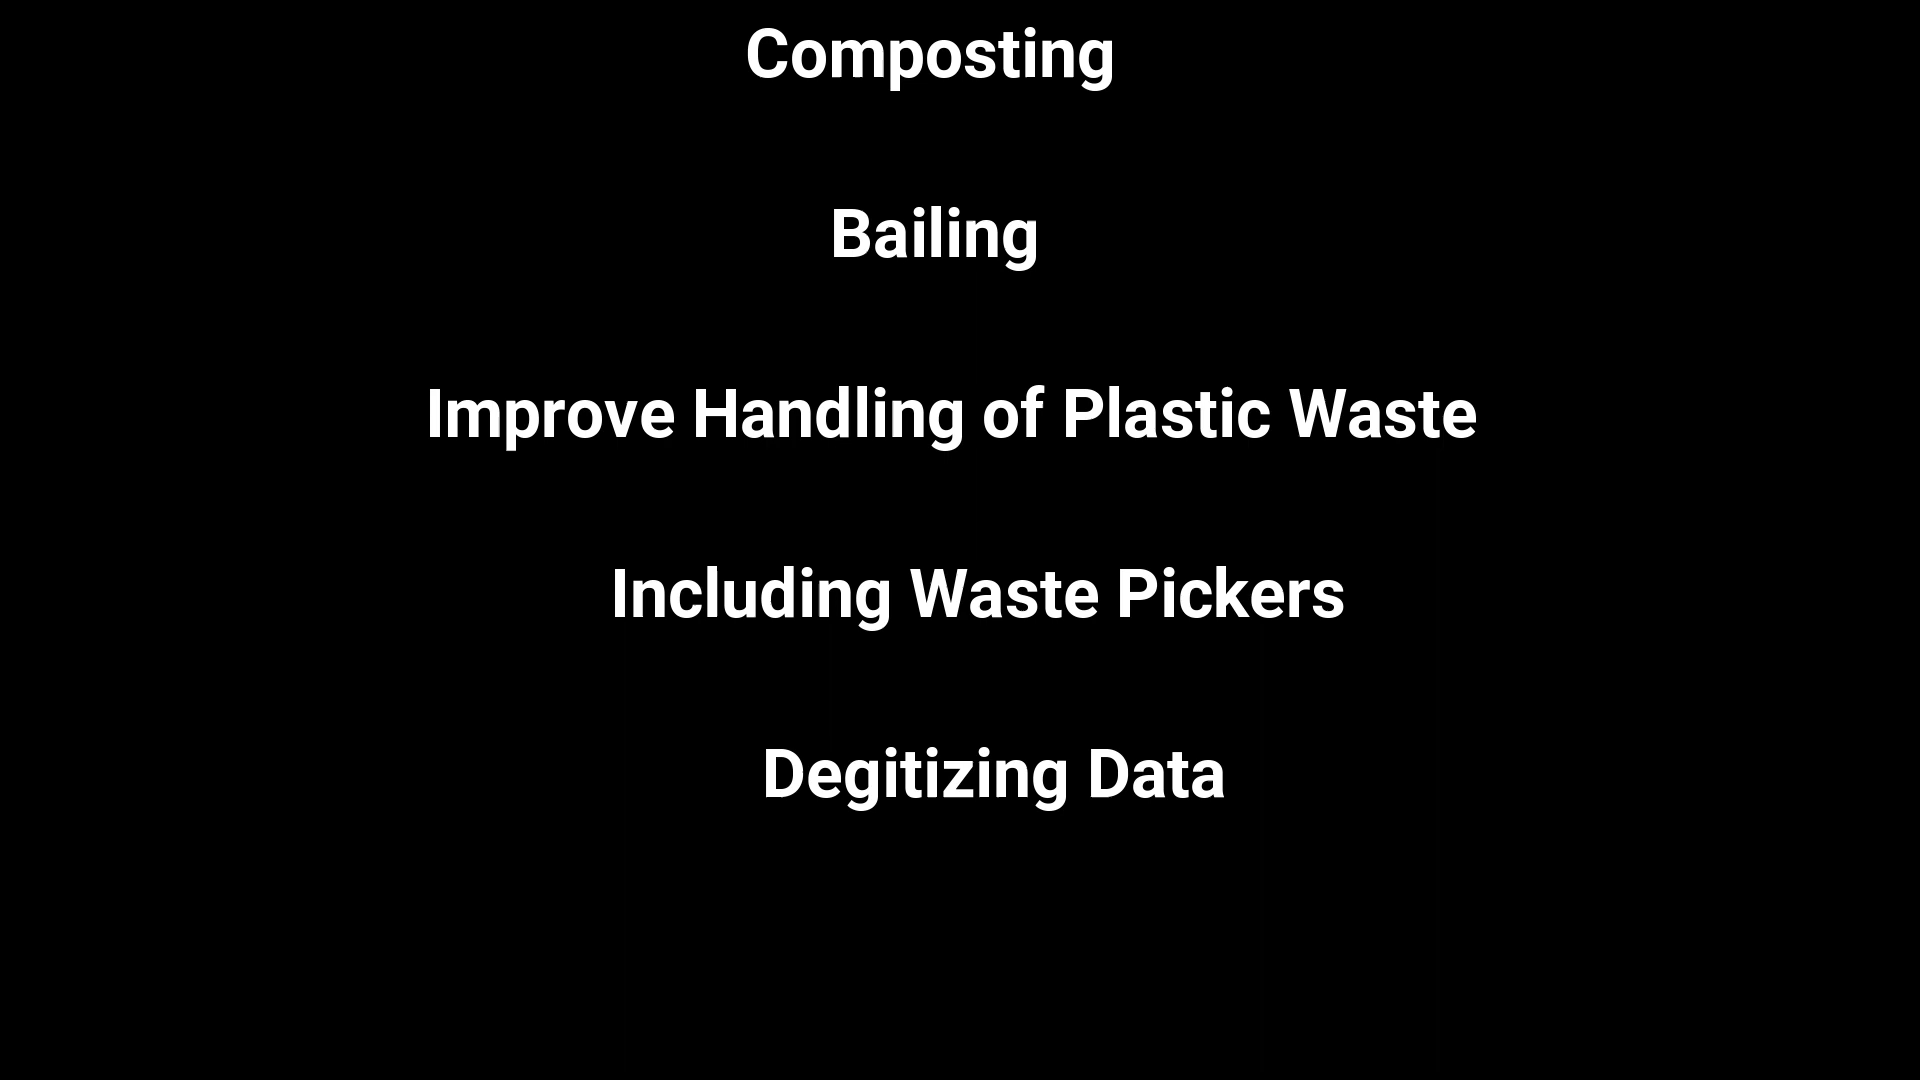 Composting
Bailing
Improve Handling of Plastic Waste
Including Waste Pickers
Degitizing Data